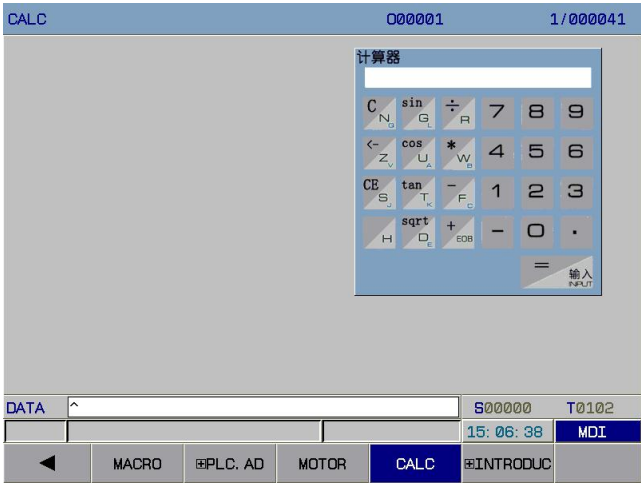 CALC O00001 1/000041
计算器
C N G sin G L ÷ R 7 8 9
<- Z V cos U A * W B 4 5 6
CE S J tan T K - F C 1 2 3
H sqrt D E + EOB - 0 .
= 输入 INPUT
DATA ^ S00000 T0102
15:06:38 MDI
◀ MACRO ⊞PLC. AD MOTOR CALC ⊞INTRODUC